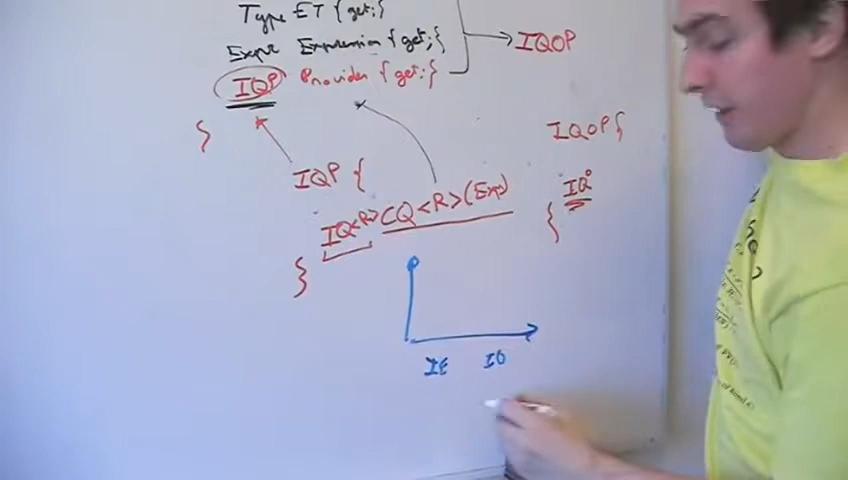 Type ET {get;}
Expr Expression {get;}
IQP Provider {get;}
IQOP
}
IQOP {
IQP {
IQ
IQ<R> CQ<R>(Exp)
{
}
IE IO